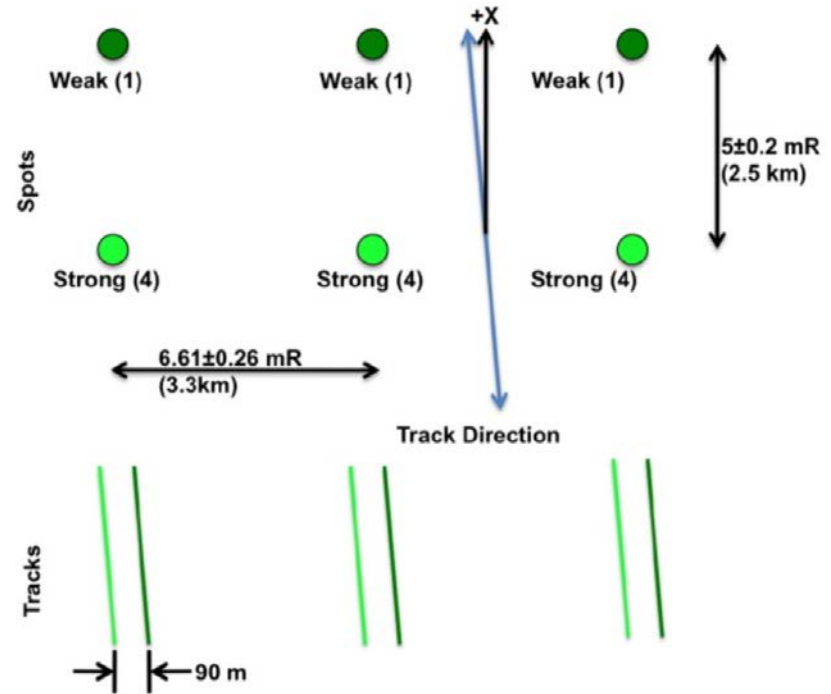 +X
Weak (1)
Weak (1)
Weak (1)
5±0.2 mR
(2.5 km)
Spots
Strong (4)
Strong (4)
Strong (4)
6.61±0.26 mR
(3.3km)
Track Direction
Tracks
90 m